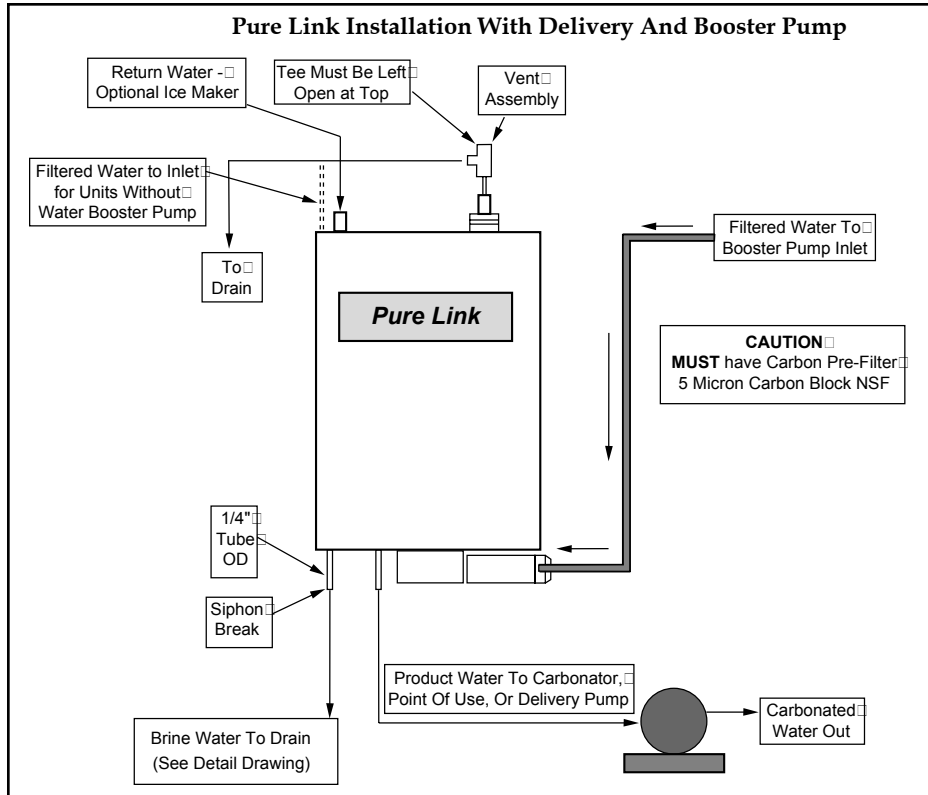 Pure Link Installation With Delivery And Booster Pump
Return Water -
Optional Ice Maker
Tee Must Be Left
Open at Top
Vent
Assembly
Filtered Water to Inlet
for Units Without
Water Booster Pump
To
Drain
Filtered Water To
Booster Pump Inlet
Pure Link
CAUTION
MUST have Carbon Pre-Filter
5 Micron Carbon Block NSF
1/4"
Tube
OD
Siphon
Break
Product Water To Carbonator,
Point Of Use, Or Delivery Pump
Carbonated
Water Out
Brine Water To Drain
(See Detail Drawing)